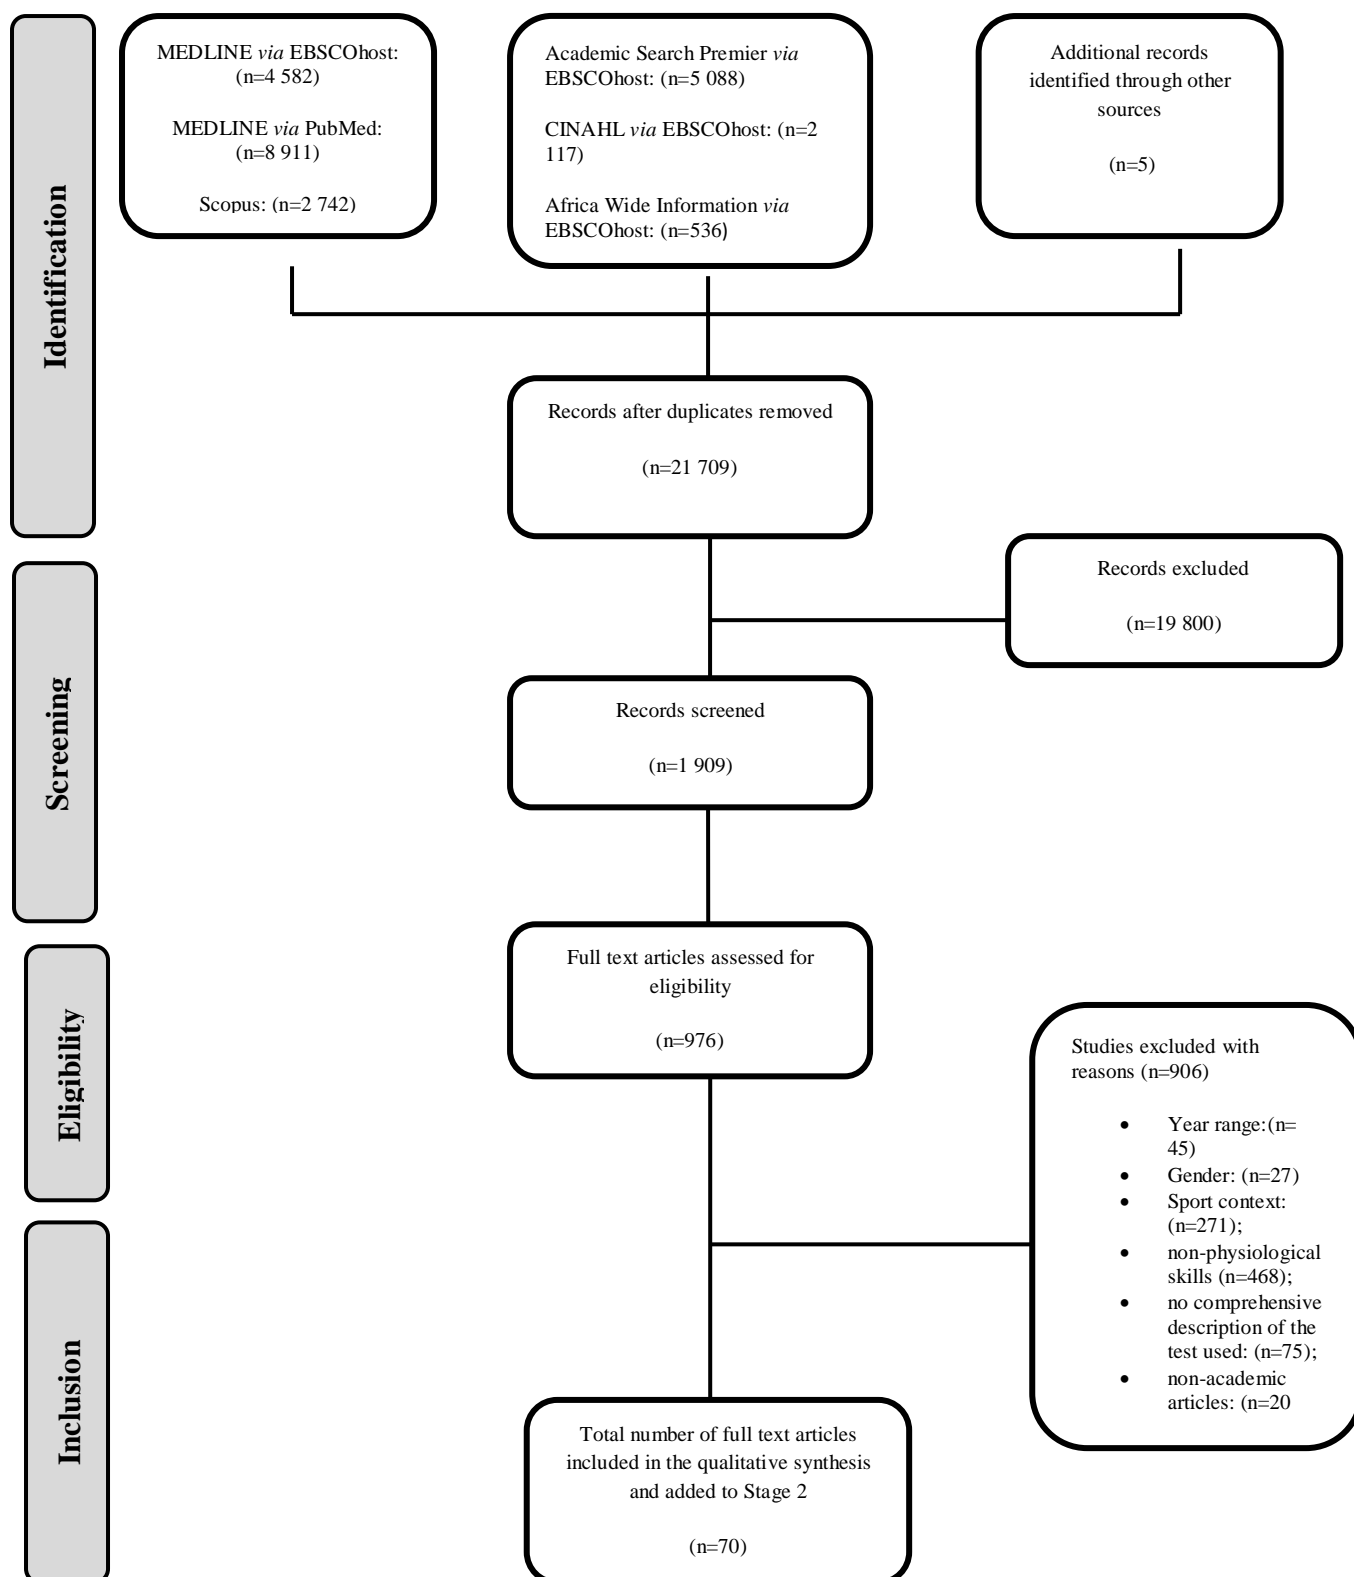 Identification
MEDLINE via EBSCOhost:
(n=4 582)
MEDLINE via PubMed:
(n=8 911)
Scopus: (n=2 742)
Academic Search Premier via
EBSCOhost: (n=5 088)
CINAHL via EBSCOhost: (n=2
117)
Africa Wide Information via
EBSCOhost: (n=536)
Additional records
identified through other
sources
(n=5)
Records after duplicates removed
(n=21 709)
Screening
Records excluded
(n=19 800)
Records screened
(n=1 909)
Eligibility
Full text articles assessed for
eligibility
(n=976)
Studies excluded with
reasons (n=906)
• Year range:(n=
45)
• Gender: (n=27)
• Sport context:
(n=271);
• non-physiological
skills (n=468);
• no comprehensive
description of the
test used: (n=75);
• non-academic
articles: (n=20
Inclusion
Total number of full text articles
included in the qualitative synthesis
and added to Stage 2
(n=70)